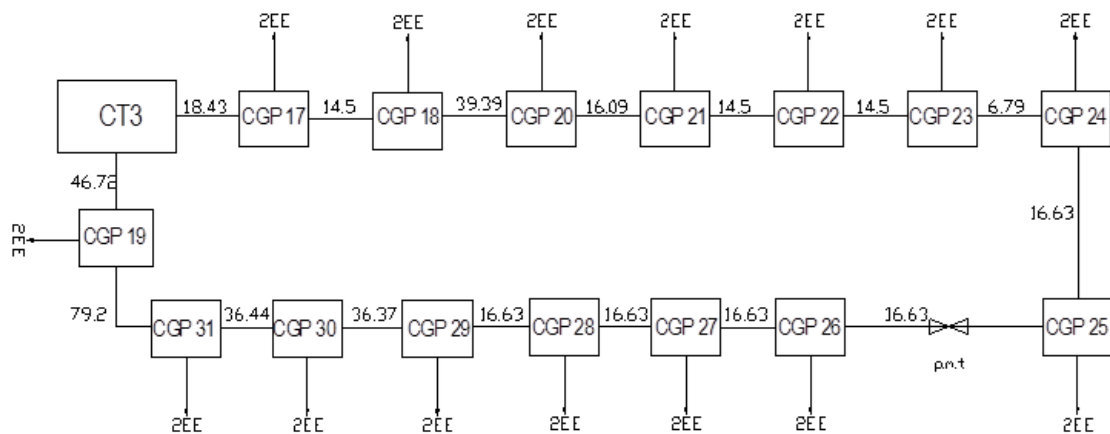 2EE 2EE 2EE 2EE 2EE 2EE 2EE
CT3 18.43 CGP 17 14.5 CGP 18 39.39 CGP 20 16.09 CGP 21 14.5 CGP 22 14.5 CGP 23 6.79 CGP 24
46.72
16.63
2EE CGP 19
79.2 CGP 31 36.44 CGP 30 36.37 CGP 29 16.63 CGP 28 16.63 CGP 27 16.63 CGP 26 16.63 CGP 25
p.m.t
2EE 2EE 2EE 2EE 2EE 2EE 2EE